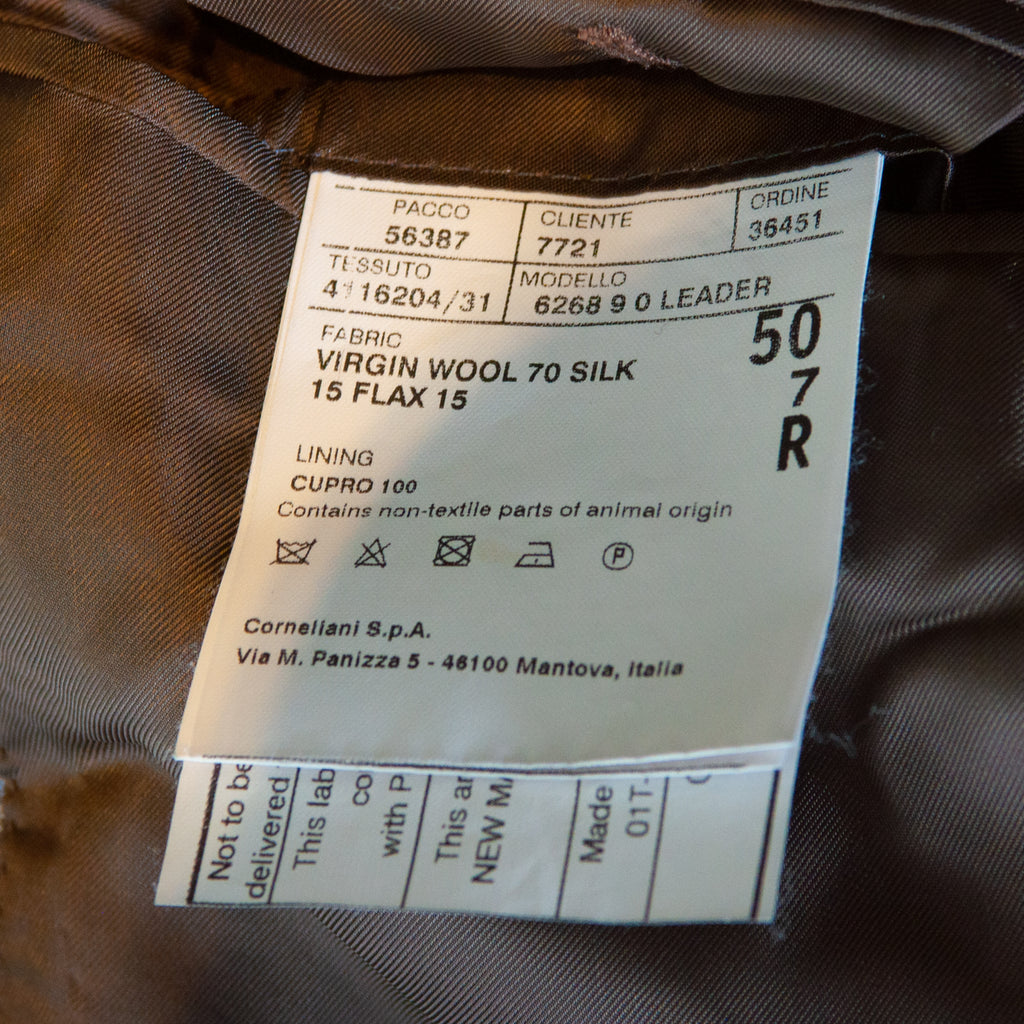 PACCO
56387
CLIENTE
7721
ORDINE
36451
TESSUTO
4116204/31
MODELLO
6268 9 0 LEADER
50
7
R
FABRIC
VIRGIN WOOL 70 SILK
15 FLAX 15
LINING
CUPRO 100
Contains non-textile parts of animal origin
P
Corneliani S.p.A.
Via M. Panizza 5 - 46100 Mantova, Italia
Not to be
delivered
This lab
co
with P
This ar
NEW MA
Made
01T-